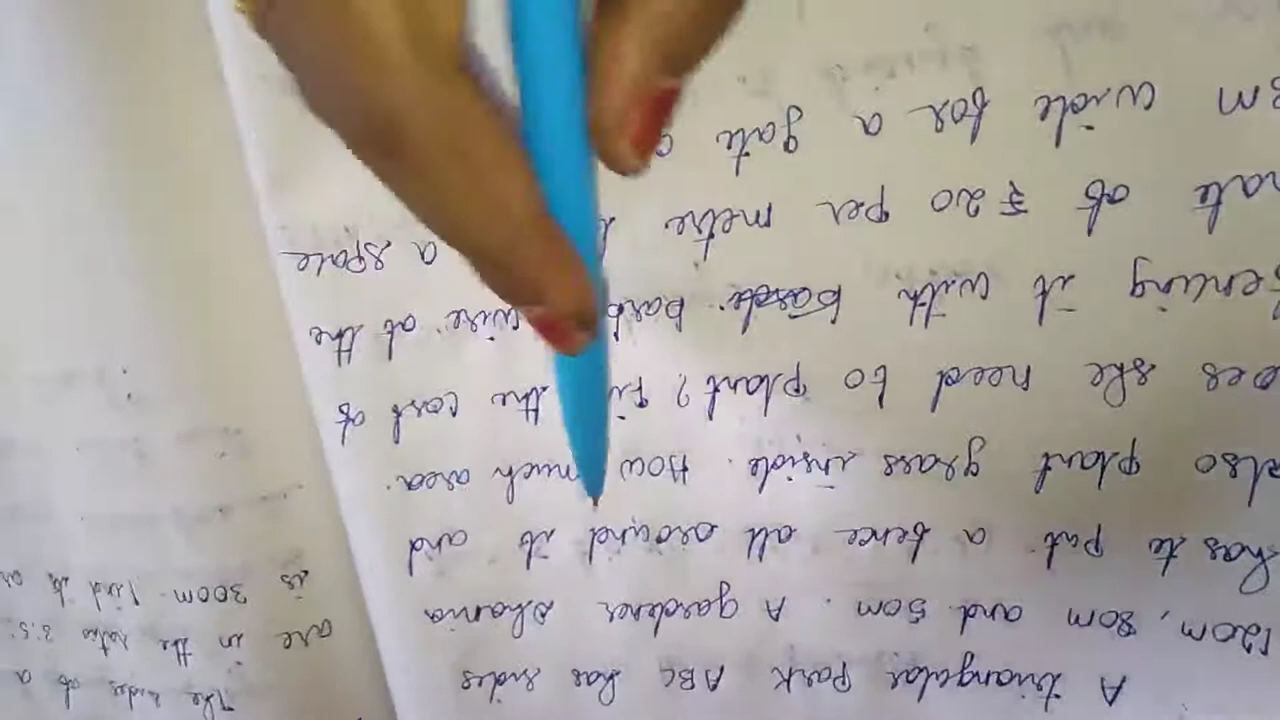 A triangular Park ABC has sides
120m, 80m and 50m. A gardener Dhania
has to put a fence all around it and
also plant grass inside. How much area
does she need to plant? the cost of
fencing it with barb wire at the
rate of ₹20 per metre a space
3m wide for a gate
The sides of a
are in the ratio 3:5:
is 300m. Find its